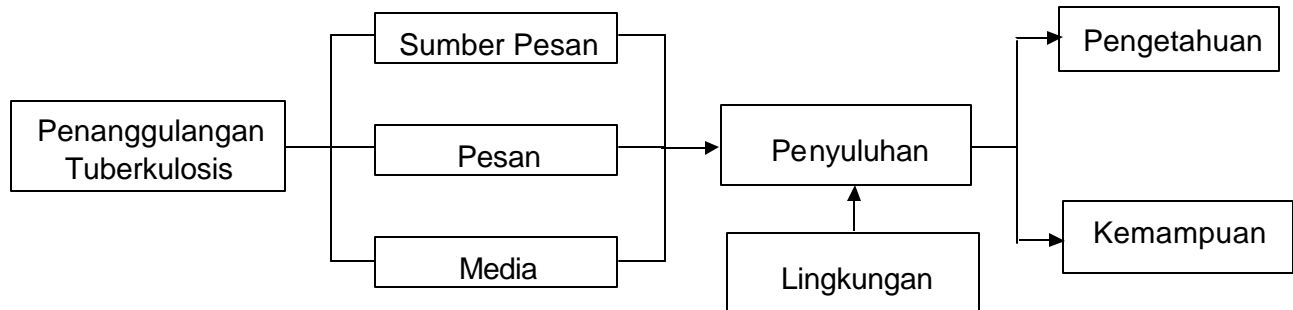 Sumber Pesan
Pengetahuan
Penanggulangan
Tuberkulosis
Pesan
Penyuluhan
Media
Lingkungan
Kemampuan